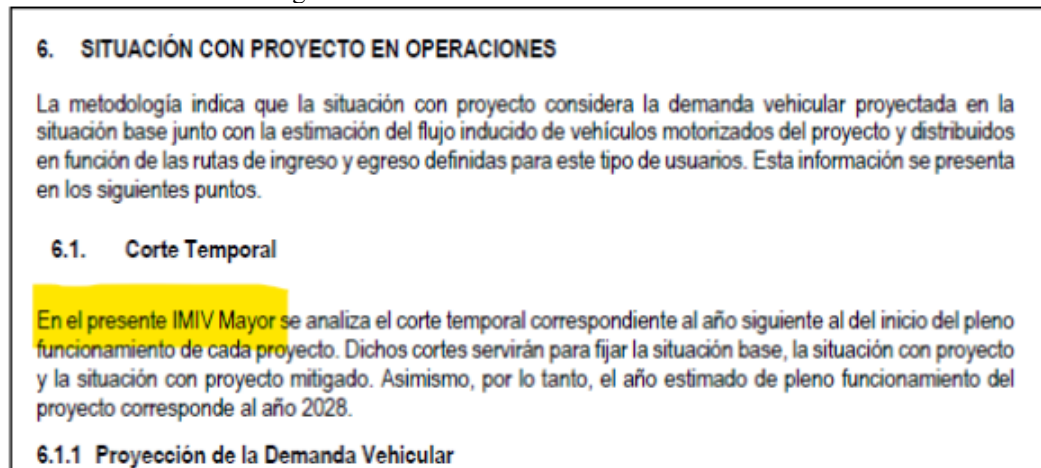 6. SITUACIÓN CON PROYECTO EN OPERACIONES
La metodología indica que la situación con proyecto considera la demanda vehicular proyectada en la
situación base junto con la estimación del flujo inducido de vehículos motorizados del proyecto y distribuidos
en función de las rutas de ingreso y egreso definidas para este tipo de usuarios. Esta información se presenta
en los siguientes puntos.
6.1. Corte Temporal
En el presente IMIV Mayor se analiza el corte temporal correspondiente al año siguiente al del inicio del pleno
funcionamiento de cada proyecto. Dichos cortes servirán para fijar la situación base, la situación con proyecto
y la situación con proyecto mitigado. Asimismo, por lo tanto, el año estimado de pleno funcionamiento del
proyecto corresponde al año 2028.
6.1.1 Proyección de la Demanda Vehicular